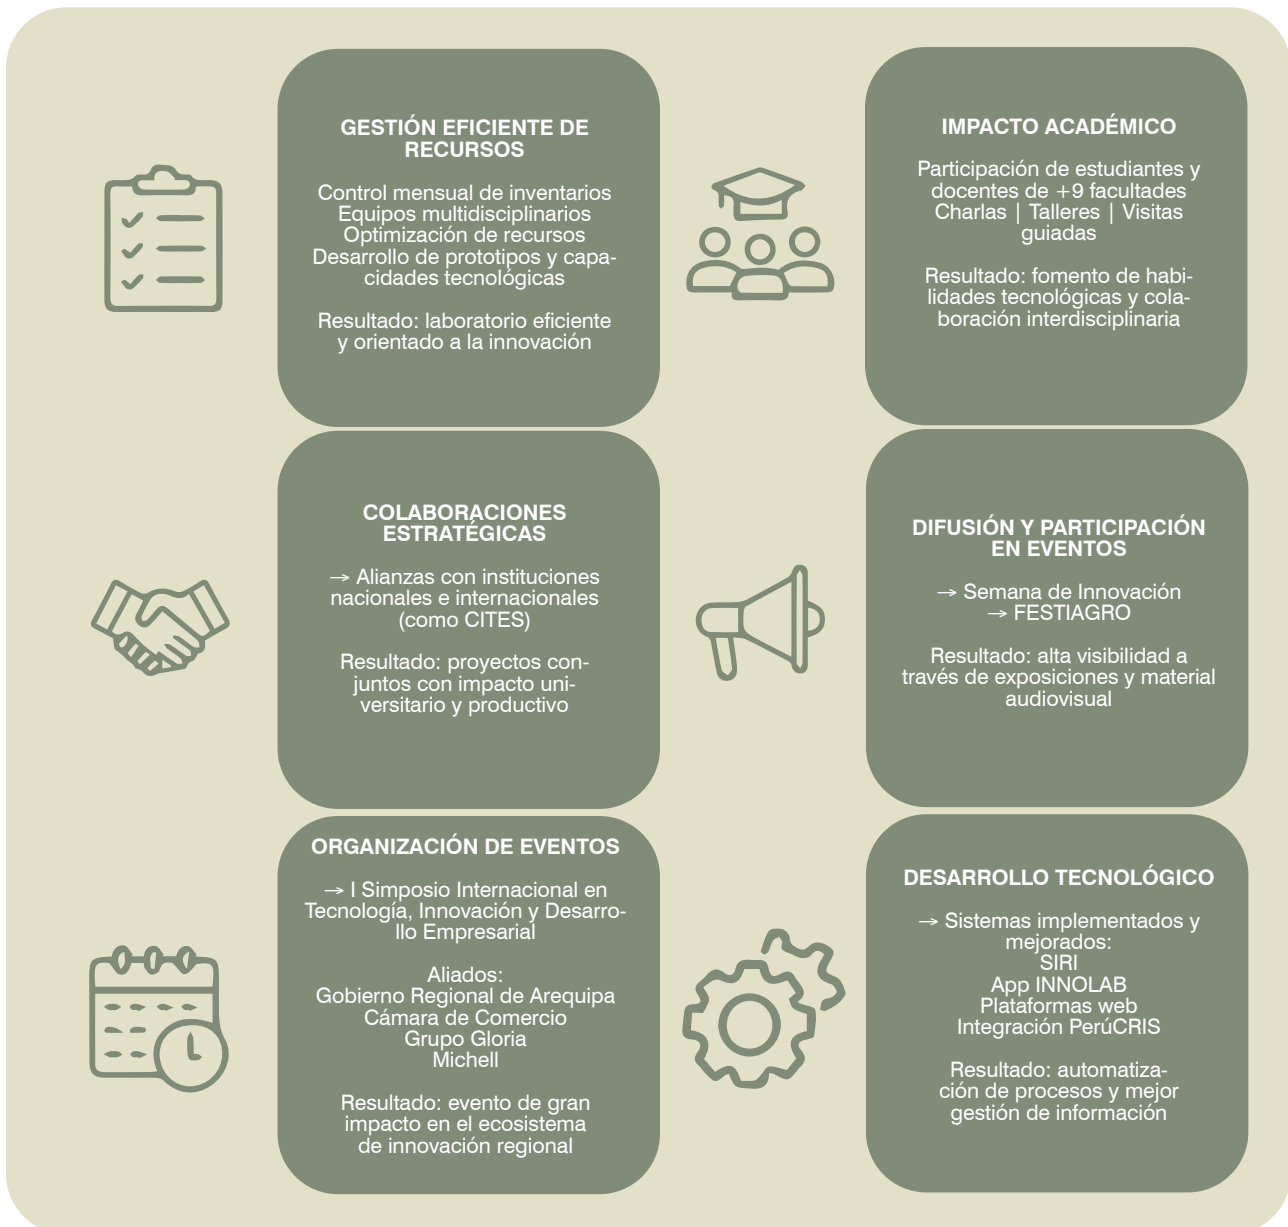 GESTIÓN EFICIENTE DE
RECURSOS
Control mensual de inventarios
Equipos multidisciplinarios
Optimización de recursos
Desarrollo de prototipos y capa-
cidades tecnológicas
Resultado: laboratorio eficiente
y orientado a la innovación
IMPACTO ACADÉMICO
Participación de estudiantes y
docentes de +9 facultades
Charlas | Talleres | Visitas
guiadas
Resultado: fomento de habi-
lidades tecnológicas y cola-
boración interdisciplinaria
COLABORACIONES
ESTRATÉGICAS
→ Alianzas con instituciones
nacionales e internacionales
(como CITES)
Resultado: proyectos con-
juntos con impacto uni-
versitario y productivo
DIFUSIÓN Y PARTICIPACIÓN
EN EVENTOS
→ Semana de Innovación
→ FESTIAGRO
Resultado: alta visibilidad a
través de exposiciones y material
audiovisual
ORGANIZACIÓN DE EVENTOS
→ I Simposio Internacional en
Tecnología, Innovación y Desarro-
llo Empresarial
Aliados:
Gobierno Regional de Arequipa
Cámara de Comercio
Grupo Gloria
Michell
Resultado: evento de gran
impacto en el ecosistema
de innovación regional
DESARROLLO TECNOLÓGICO
→ Sistemas implementados y
mejorados:
SIRI
App INNOLAB
Plataformas web
Integración PerúCRIS
Resultado: automatiza-
ción de procesos y mejor
gestión de información